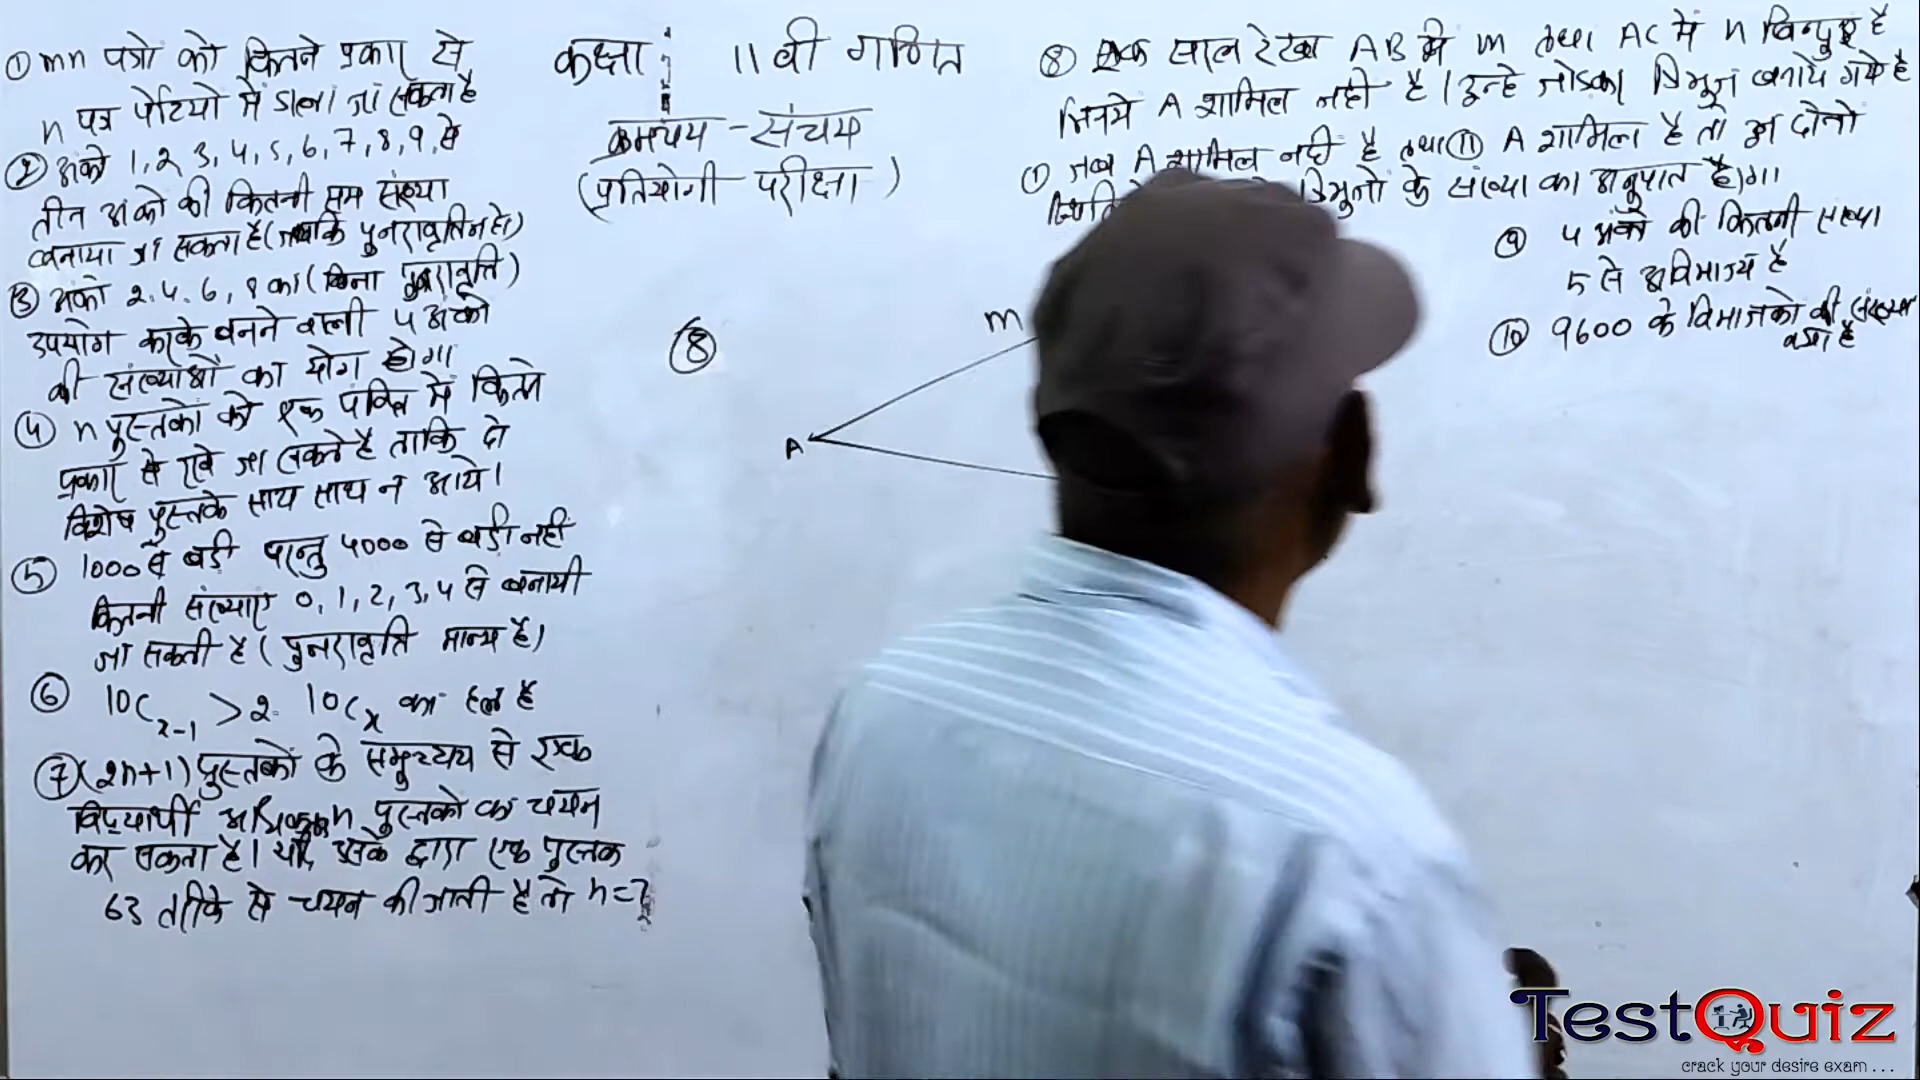 ① mn पत्रो को कितने प्रकार से
n पत्र पेटियो में डाला जा सकता है
② अंको 1, 2, 3, 4, 5, 6, 7, 8, 9, से
तीन अंको की कितनी सम संख्या
बनाया जा सकता है (जबकि पुनरावृत्ति न हो)
③ अंको 2, 4, 6, 8 का (बिना पुनरावृत्ति)
उपयोग करके बनने वाली 4 अंको
की संख्याओं का योग होगा
④ n पुस्तको को एक पंक्ति में कितने
प्रकार से रखे जा सकते है ताकि दो
विशेष पुस्तके साथ साथ न आये।
⑤ 1000 से बड़ी परन्तु 4000 से बड़ी नहीं
कितनी संख्याए 0, 1, 2, 3, 4 से बनायी
जा सकती है (पुनरावृत्ति मान्य है)
⑥ 10C x-1 > 2. 10C x का हल है
⑦ (2n+1) पुस्तकों के समुच्चय से एक
विद्यार्थी n पुस्तको का चयन
कर सकता है। यदि उसके द्वारा एक पुस्तक
63 तरीके से चयन की जाती है तो n=?
कक्षा : 11वी गणित
क्रमचय - संचय
(प्रतियोगी परीक्षा)
⑧ एक सरल रेखा AB मे m तथा AC में n बिन्दु है
जिनमे A शामिल नही है। उन्हे जोडकर त्रिभुज बनाये गये है
① जब A शामिल नही है तथा ⑪ A शामिल है तो इन दोनो
त्रिभुजो के संख्या का अनुपात होगा
⑨ 4 अंको की कितनी संख्या
5 से अविभाज्य है
⑩ 9600 के विभाजको की संख्या
क्या है
⑧
m
A
TestQuiz
crack your desire exam ...